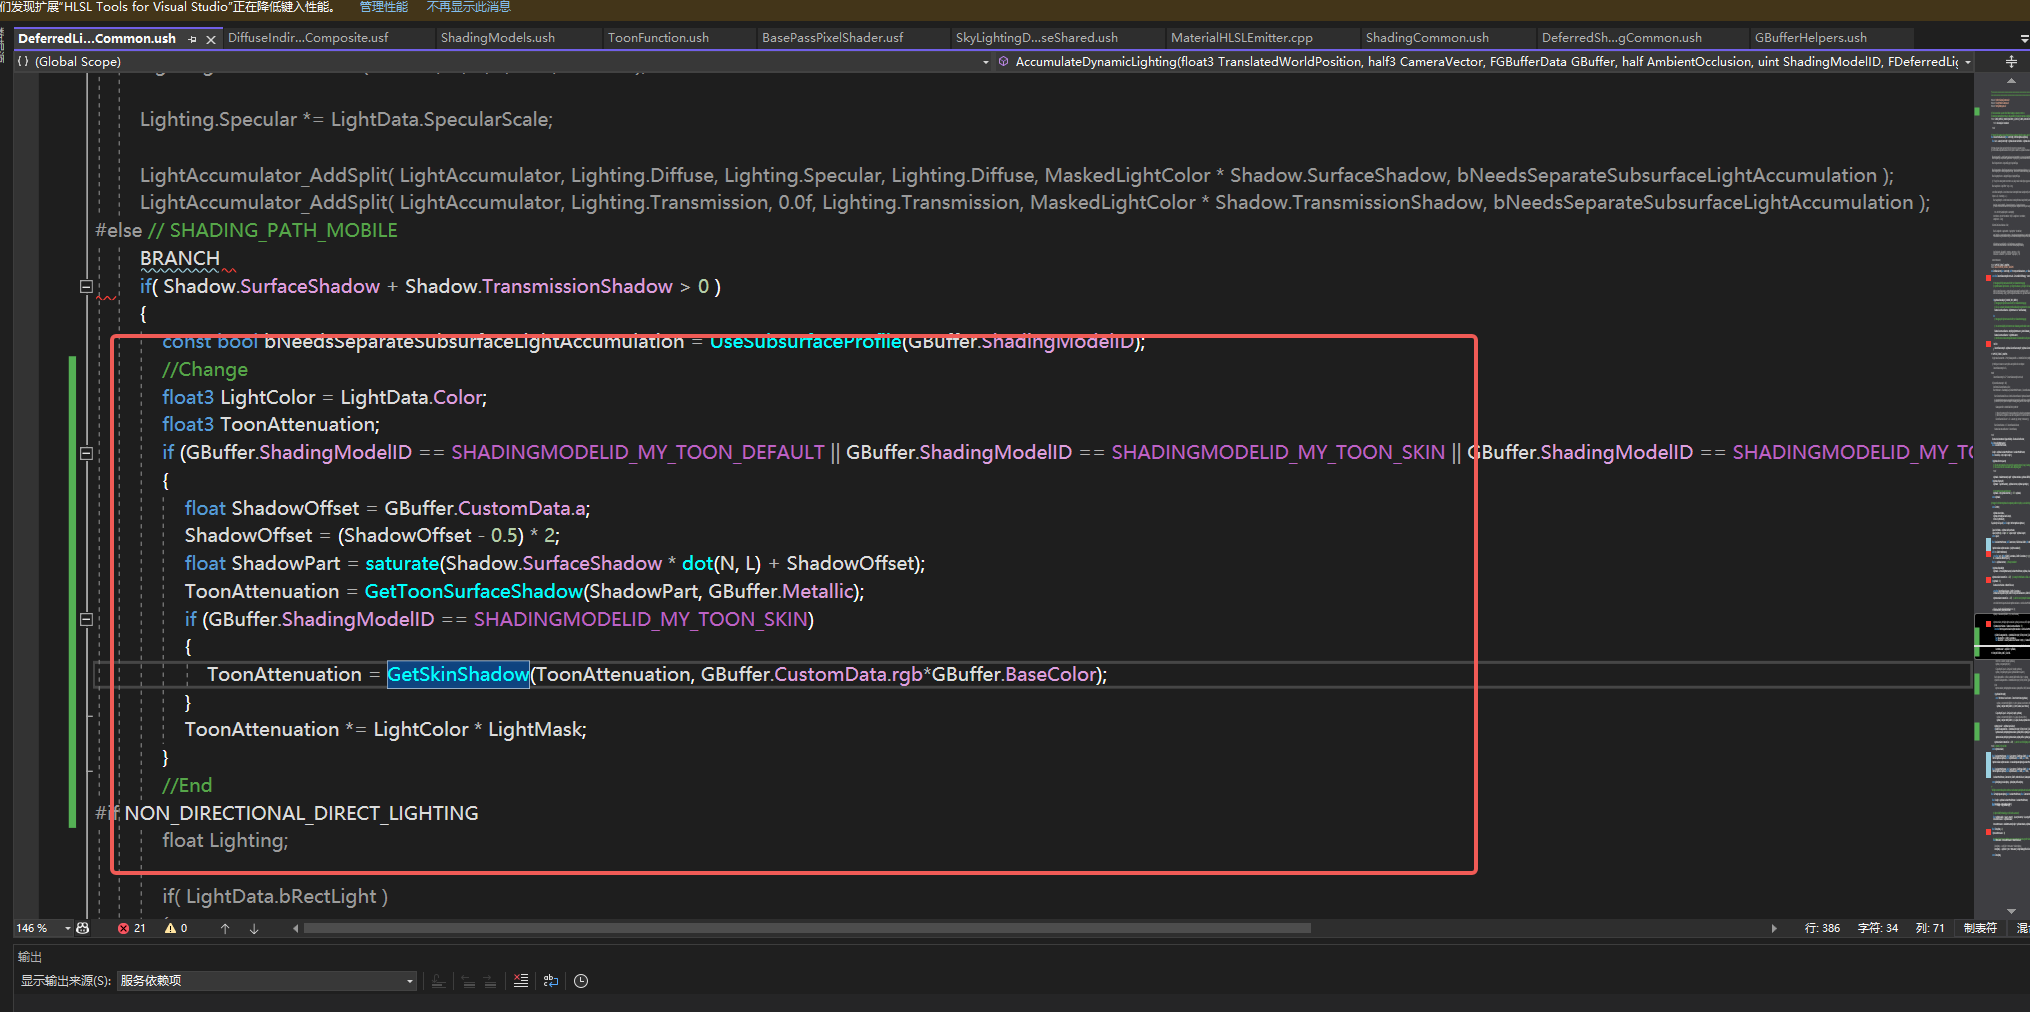 们发现扩展"HLSL Tools for Visual Studio"正在降低键入性能。 管理性能 不再显示此消息
DeferredLi...Common.ush DiffuseIndir...Composite.usf ShadingModels.ush ToonFunction.ush BasePassPixelShader.usf SkyLightingD...seShared.ush MaterialHLSLEmitter.cpp ShadingCommon.ush DeferredSh...gCommon.ush GBufferHelpers.ush
{} (Global Scope) AccumulateDynamicLighting(float3 TranslatedWorldPosition, half3 CameraVector, FGBufferData GBuffer, half AmbientOcclusion, uint ShadingModelID, FDeferredLi
Lighting.Specular *= LightData.SpecularScale;
LightAccumulator_AddSplit( LightAccumulator, Lighting.Diffuse, Lighting.Specular, Lighting.Diffuse, MaskedLightColor * Shadow.SurfaceShadow, bNeedsSeparateSubsurfaceLightAccumulation );
LightAccumulator_AddSplit( LightAccumulator, Lighting.Transmission, 0.0f, Lighting.Transmission, MaskedLightColor * Shadow.TransmissionShadow, bNeedsSeparateSubsurfaceLightAccumulation );
#else // SHADING_PATH_MOBILE
BRANCH
if( Shadow.SurfaceShadow + Shadow.TransmissionShadow > 0 )
{
const bool bNeedsSeparateSubsurfaceLightAccumulation = UseSubsurfaceProfile(GBuffer.ShadingModelID);
//Change
float3 LightColor = LightData.Color;
float3 ToonAttenuation;
if (GBuffer.ShadingModelID == SHADINGMODELID_MY_TOON_DEFAULT || GBuffer.ShadingModelID == SHADINGMODELID_MY_TOON_SKIN || GBuffer.ShadingModelID == SHADINGMODELID_MY_TO
{
float ShadowOffset = GBuffer.CustomData.a;
ShadowOffset = (ShadowOffset - 0.5) * 2;
float ShadowPart = saturate(Shadow.SurfaceShadow * dot(N, L) + ShadowOffset);
ToonAttenuation = GetToonSurfaceShadow(ShadowPart, GBuffer.Metallic);
if (GBuffer.ShadingModelID == SHADINGMODELID_MY_TOON_SKIN)
{
ToonAttenuation = GetSkinShadow(ToonAttenuation, GBuffer.CustomData.rgb*GBuffer.BaseColor);
}
ToonAttenuation *= LightColor * LightMask;
}
//End
#if NON_DIRECTIONAL_DIRECT_LIGHTING
float Lighting;
if( LightData.bRectLight )
146 % 21 0 行: 386 字符: 34 列: 71 制表符 混
输出
显示输出来源(S): 服务依赖项